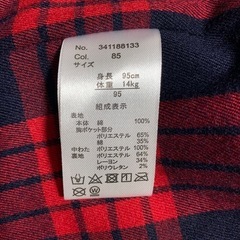 No. 341188133
Col. 85
サイズ
身長 95cm
体重 14kg
95
組成表示
表地
本体 綿 100%
胸ポケット部分
ポリエステル 65%
綿 35%
中わた ポリエステル 100%
裏地 ポリエステル 64%
レーヨン 34%
ポリウレタン 2%